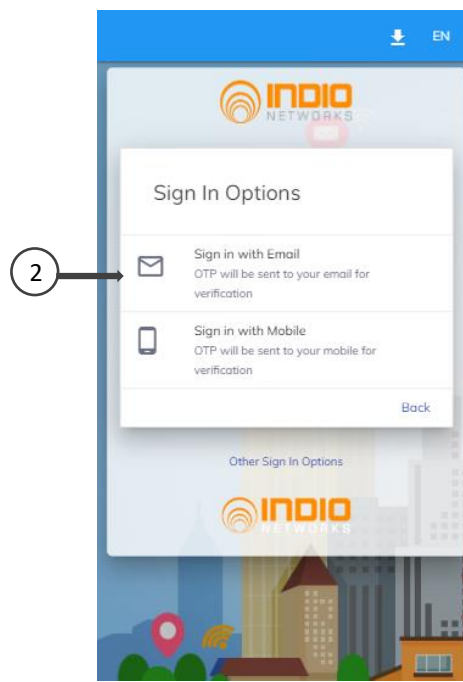 EN
INDIO
NETWORKS
Sign In Options
2
Sign in with Email
OTP will be sent to your email for
verification
Sign in with Mobile
OTP will be sent to your mobile for
verification
Back
Other Sign In Options
INDIO
NETWORKS